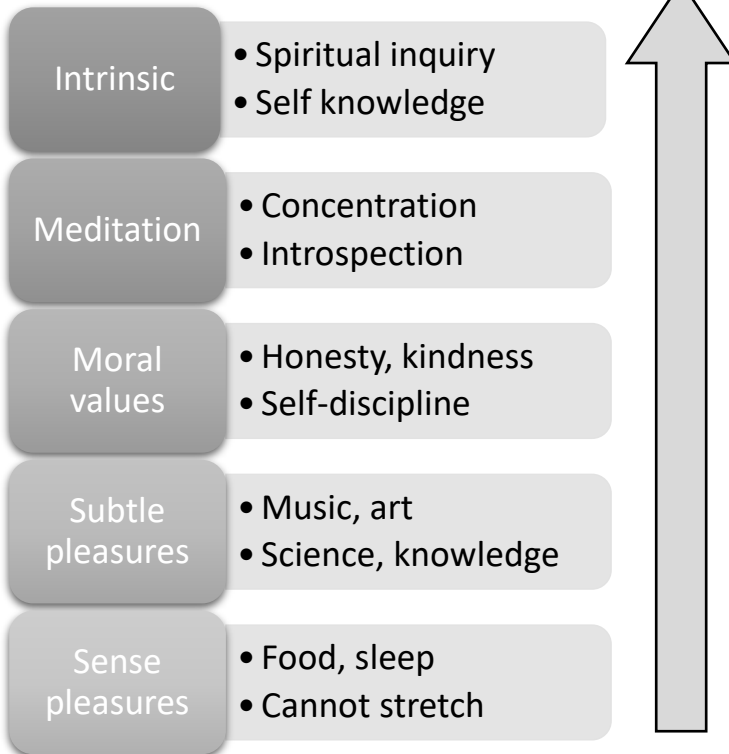 Intrinsic
• Spiritual inquiry
• Self knowledge
Meditation
• Concentration
• Introspection
Moral
values
• Honesty, kindness
• Self-discipline
Subtle
pleasures
• Music, art
• Science, knowledge
Sense
pleasures
• Food, sleep
• Cannot stretch